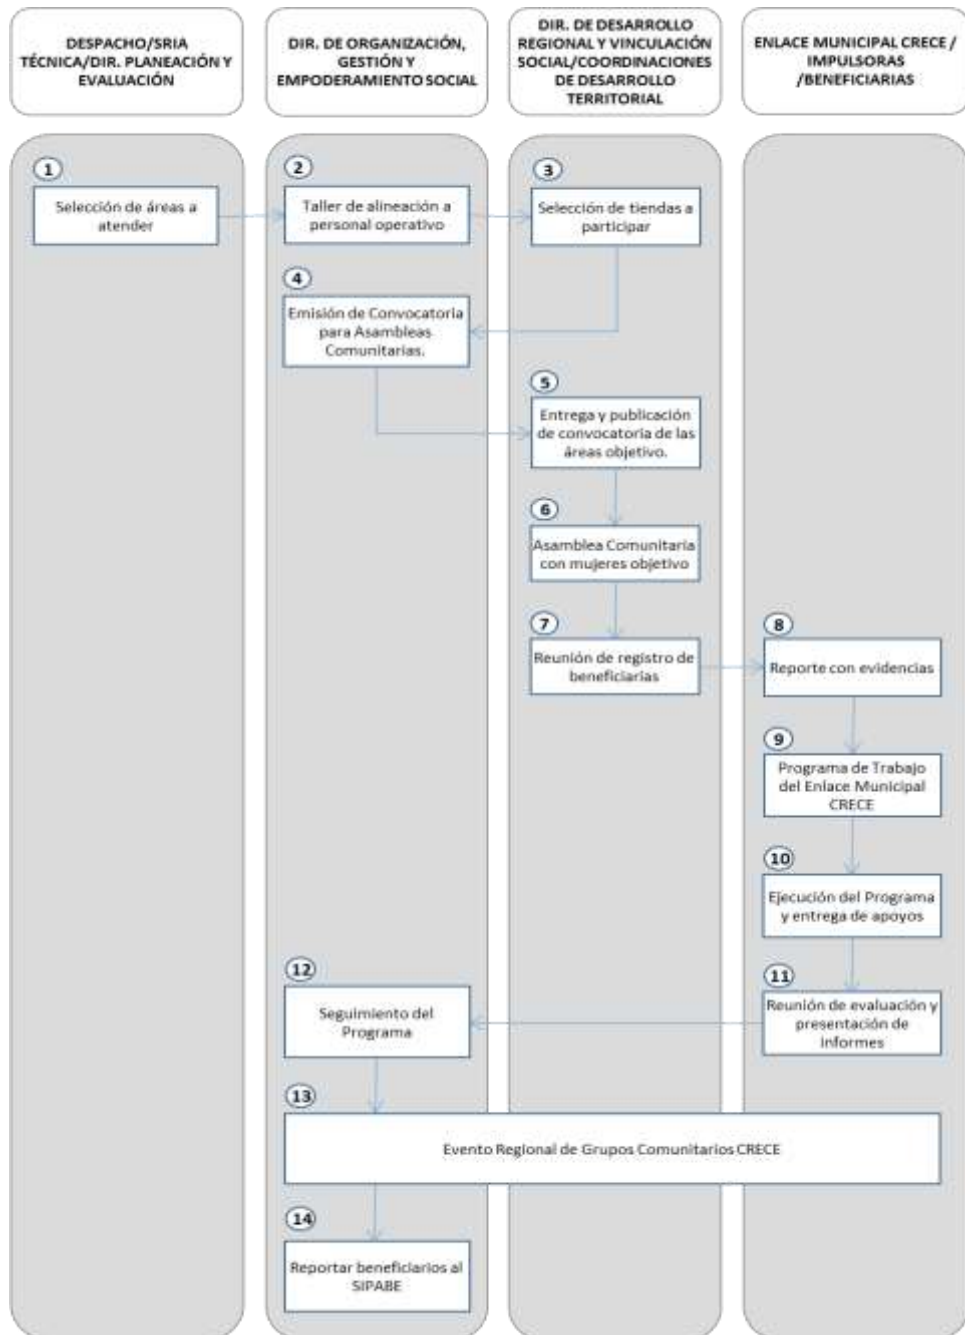 DESPACHO/SRIA
TÉCNICA/DIR. PLANEACIÓN Y
EVALUACIÓN
DIR. DE ORGANIZACIÓN,
GESTIÓN Y
EMPODERAMIENTO SOCIAL
DIR. DE DESARROLLO
REGIONAL Y VINCULACIÓN
SOCIAL/COORDINACIONES
DE DESARROLLO
TERRITORIAL
ENLACE MUNICIPAL CRECE /
IMPULSORAS
/BENEFICIARIAS
1
Selección de áreas a
atender
2
Taller de alineación a
personal operativo
3
Selección de tiendas a
participar
4
Emisión de Convocatoria
para Asambleas
Comunitarias.
5
Entrega y publicación
de convocatoria de las
áreas objetivo.
6
Asamblea Comunitaria
con mujeres objetivo
7
Reunión de registro de
beneficiarias
8
Reporte con evidencias
9
Programa de Trabajo
del Enlace Municipal
CRECE
10
Ejecución del Programa
y entrega de apoyos
11
Reunión de evaluación y
presentación de
informes
12
Seguimiento del
Programa
13
Evento Regional de Grupos Comunitarios CRECE
14
Reportar beneficiarios al
SIPABE